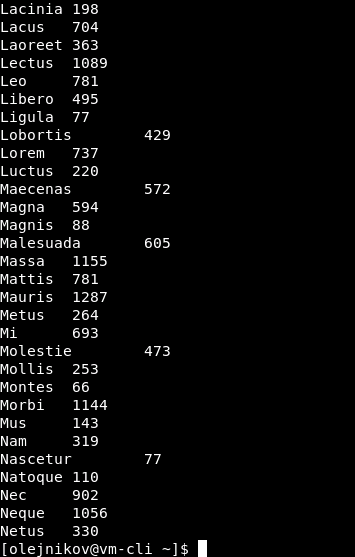 Lacinia 198
Lacus 704
Laoreet 363
Lectus 1089
Leo 781
Libero 495
Ligula 77
Lobortis 429
Lorem 737
Luctus 220
Maecenas 572
Magna 594
Magnis 88
Malesuada 605
Massa 1155
Mattis 781
Mauris 1287
Metus 264
Mi 693
Molestie 473
Mollis 253
Montes 66
Morbi 1144
Mus 143
Nam 319
Nascetur 77
Natoque 110
Nec 902
Neque 1056
Netus 330
[olejnikov@vm-cli ~]$